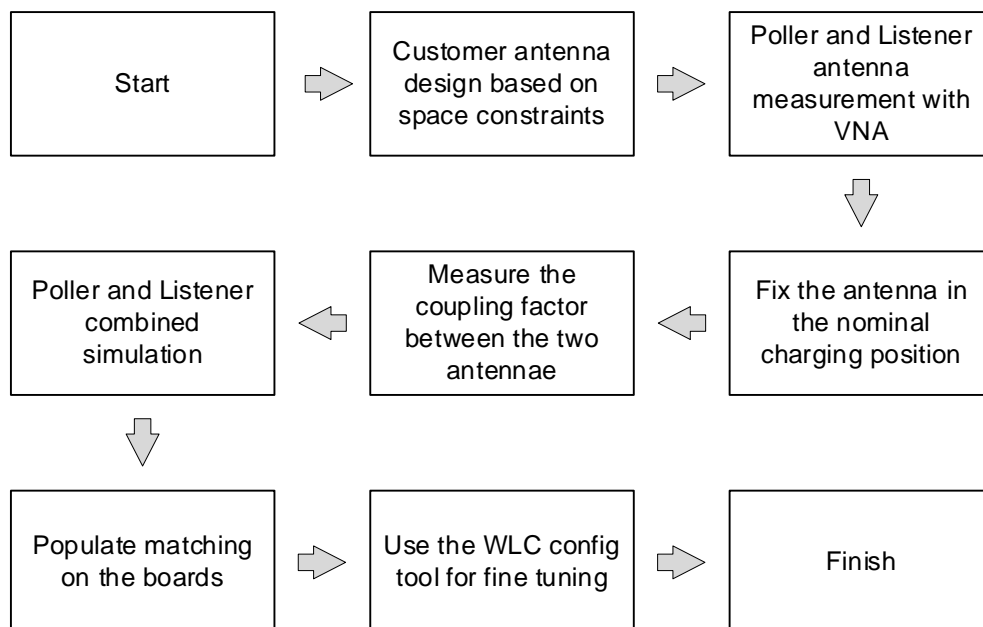 Start
Customer antenna
design based on
space constraints
Poller and Listener
antenna
measurement with
VNA
Fix the antenna in
the nominal
charging position
Measure the
coupling factor
between the two
antennae
Poller and Listener
combined
simulation
Populate matching
on the boards
Use the WLC config
tool for fine tuning
Finish